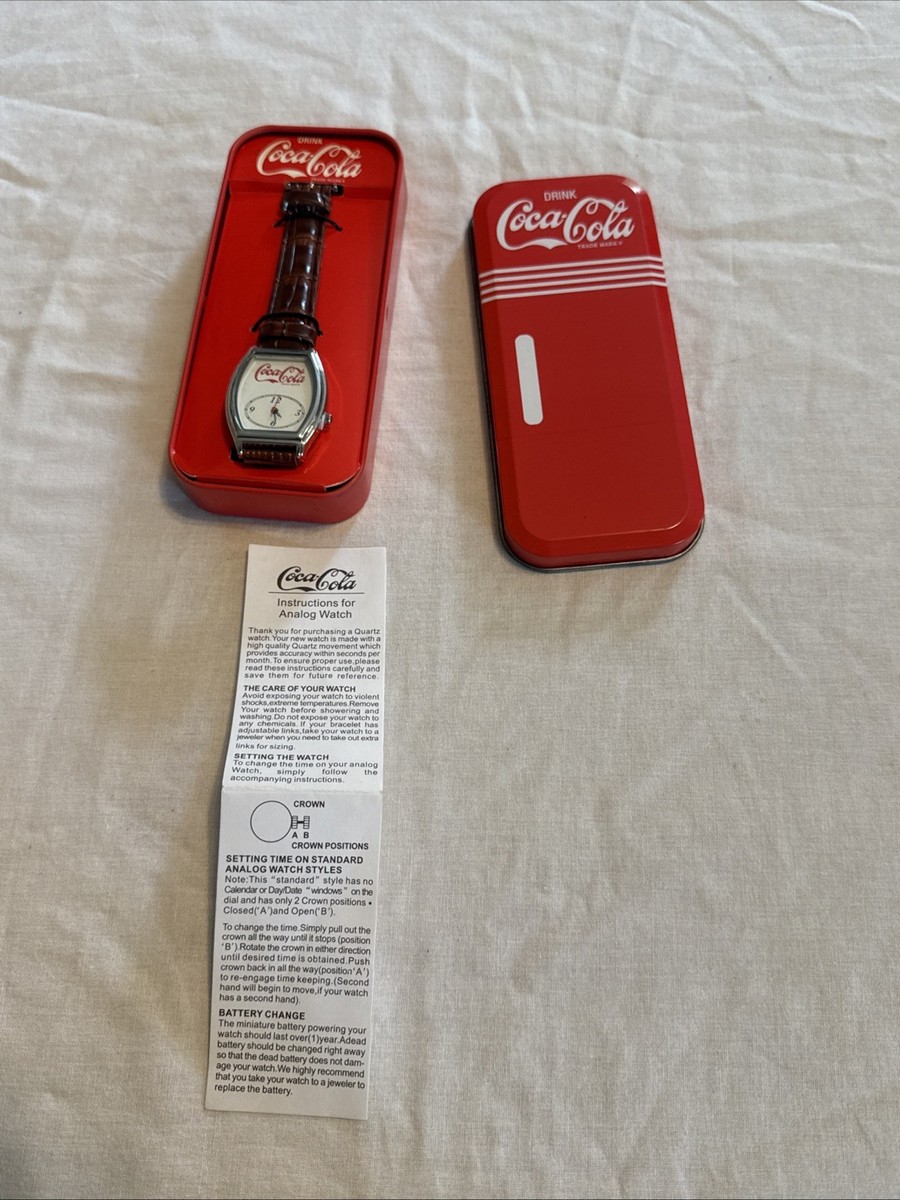 DRINK
Coca-Cola
TRADE MARK ®
Coca-Cola
12
9 3
6
DRINK
Coca-Cola
TRADE MARK ®
Coca-Cola
Instructions for
Analog Watch
Thank you for purchasing a Quartz
watch.Your new watch is made with a
high quality Quartz movement which
provides accuracy within seconds per
month.To ensure proper use,please
read these instructions carefully and
save them for future reference.
THE CARE OF YOUR WATCH
Avoid exposing your watch to violent
shocks,extreme temperatures.Remove
Your watch before showering and
washing.Do not expose your watch to
any chemicals. If your bracelet has
adjustable links,take your watch to a
jeweler when you need to take out extra
links for sizing.
SETTING THE WATCH
To change the time on your analog
Watch, simply follow the
accompanying instructions.
CROWN
A B
CROWN POSITIONS
SETTING TIME ON STANDARD
ANALOG WATCH STYLES
Note:This “standard” style has no
Calendar or Day/Date “windows” on the
dial and has only 2 Crown positions •
Closed(‘A’)and Open(‘B’).
To change the time.Simply pull out the
crown all the way until it stops (position
‘B’).Rotate the crown in either direction
until desired time is obtained.Push
crown back in all the way(position‘A’)
to re-engage time keeping.(Second
hand will begin to move,if your watch
has a second hand).
BATTERY CHANGE
The miniature battery powering your
watch should last over(1)year.Adead
battery should be changed right away
so that the dead battery does not dam-
age your watch.We highly recommend
that you take your watch to a jeweler to
replace the battery.